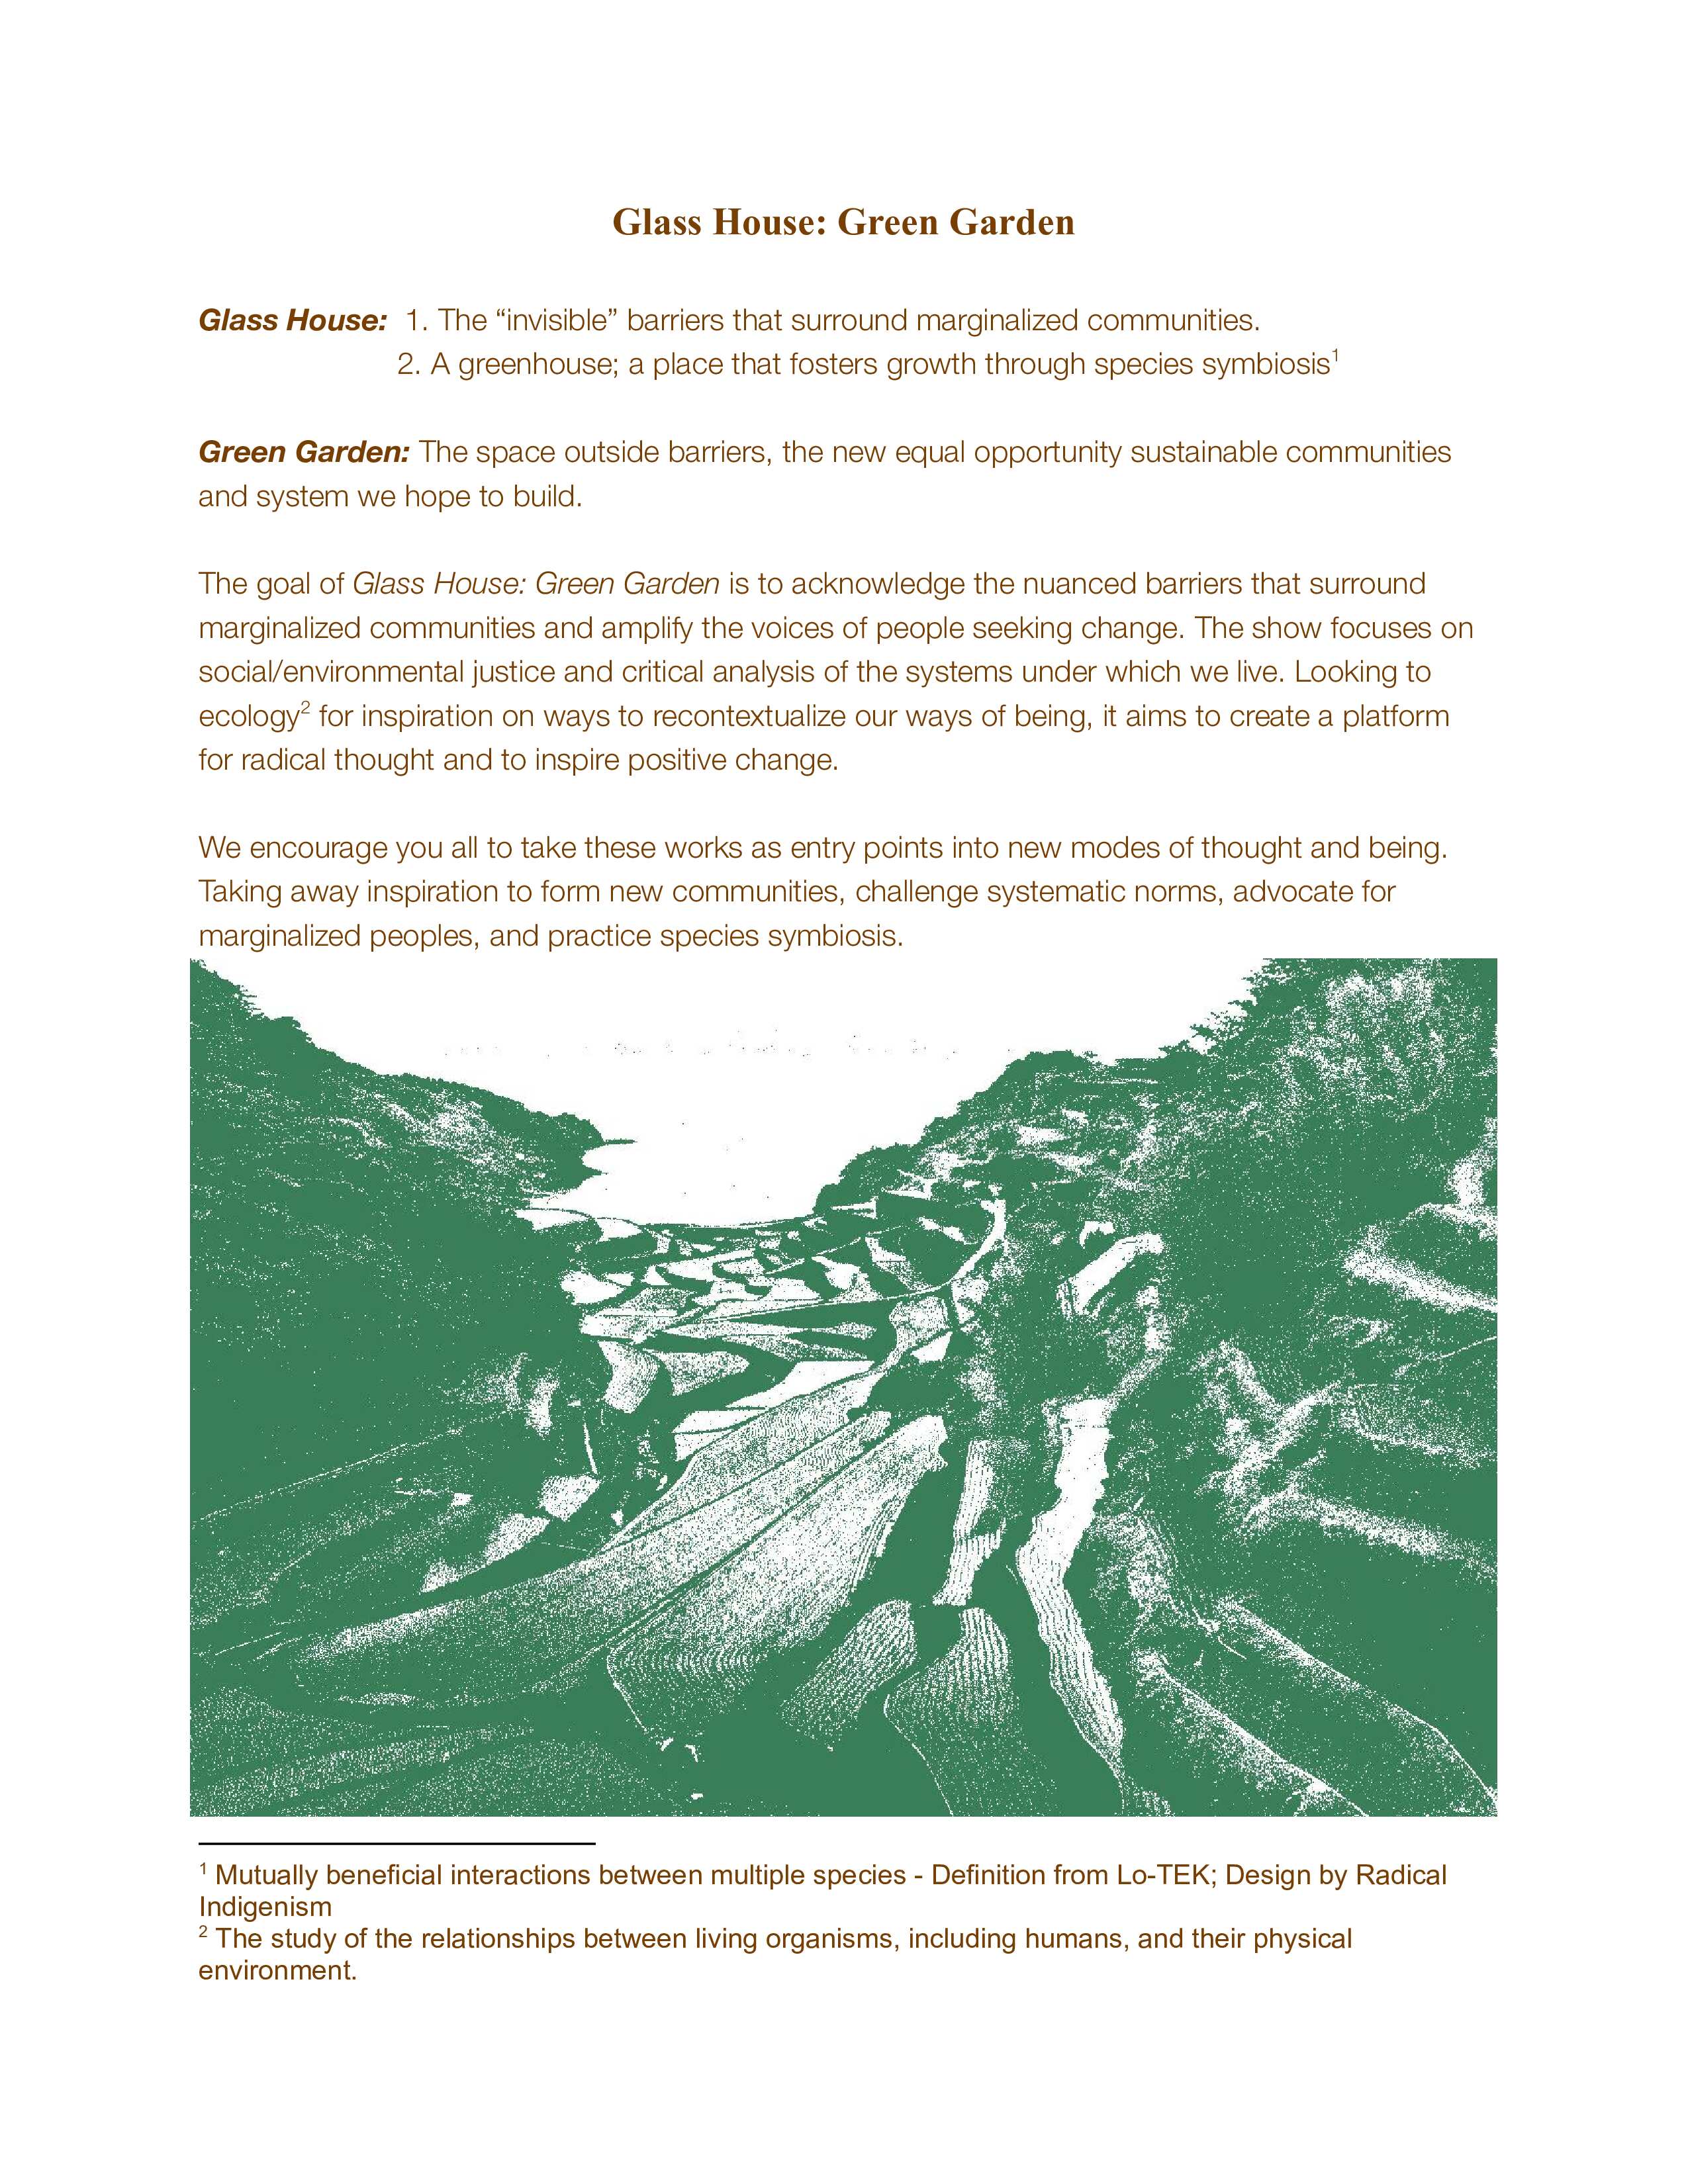 Glass House: Green Garden
Glass House: 1. The “invisible” barriers that surround marginalized communities.
2. A greenhouse; a place that fosters growth through species symbiosis¹
Green Garden: The space outside barriers, the new equal opportunity sustainable communities
and system we hope to build.
The goal of Glass House: Green Garden is to acknowledge the nuanced barriers that surround
marginalized communities and amplify the voices of people seeking change. The show focuses on
social/environmental justice and critical analysis of the systems under which we live. Looking to
ecology² for inspiration on ways to recontextualize our ways of being, it aims to create a platform
for radical thought and to inspire positive change.
We encourage you all to take these works as entry points into new modes of thought and being.
Taking away inspiration to form new communities, challenge systematic norms, advocate for
marginalized peoples, and practice species symbiosis.
¹ Mutually beneficial interactions between multiple species - Definition from Lo-TEK; Design by Radical
Indigenism
² The study of the relationships between living organisms, including humans, and their physical
environment.